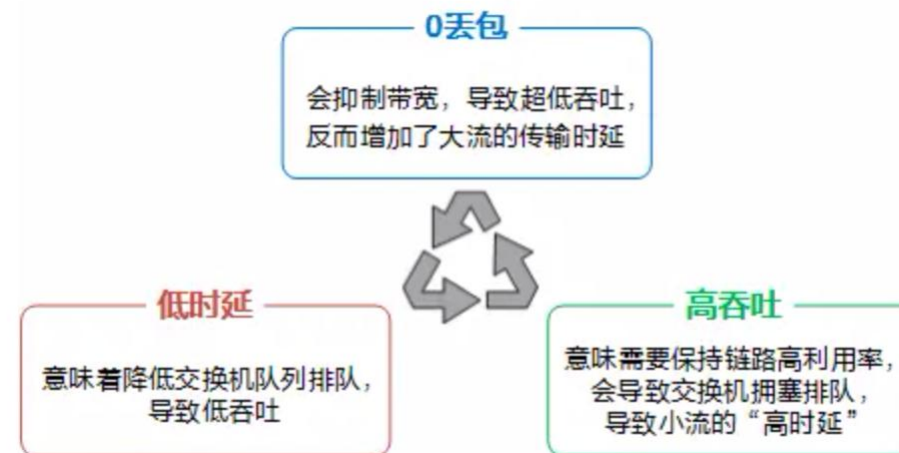 0丢包
会抑制带宽，导致超低吞吐，
反而增加了大流的传输时延
低时延
意味着降低交换机队列排队，
导致低吞吐
高吞吐
意味需要保持链路高利用率，
会导致交换机拥塞排队，
导致小流的“高时延”